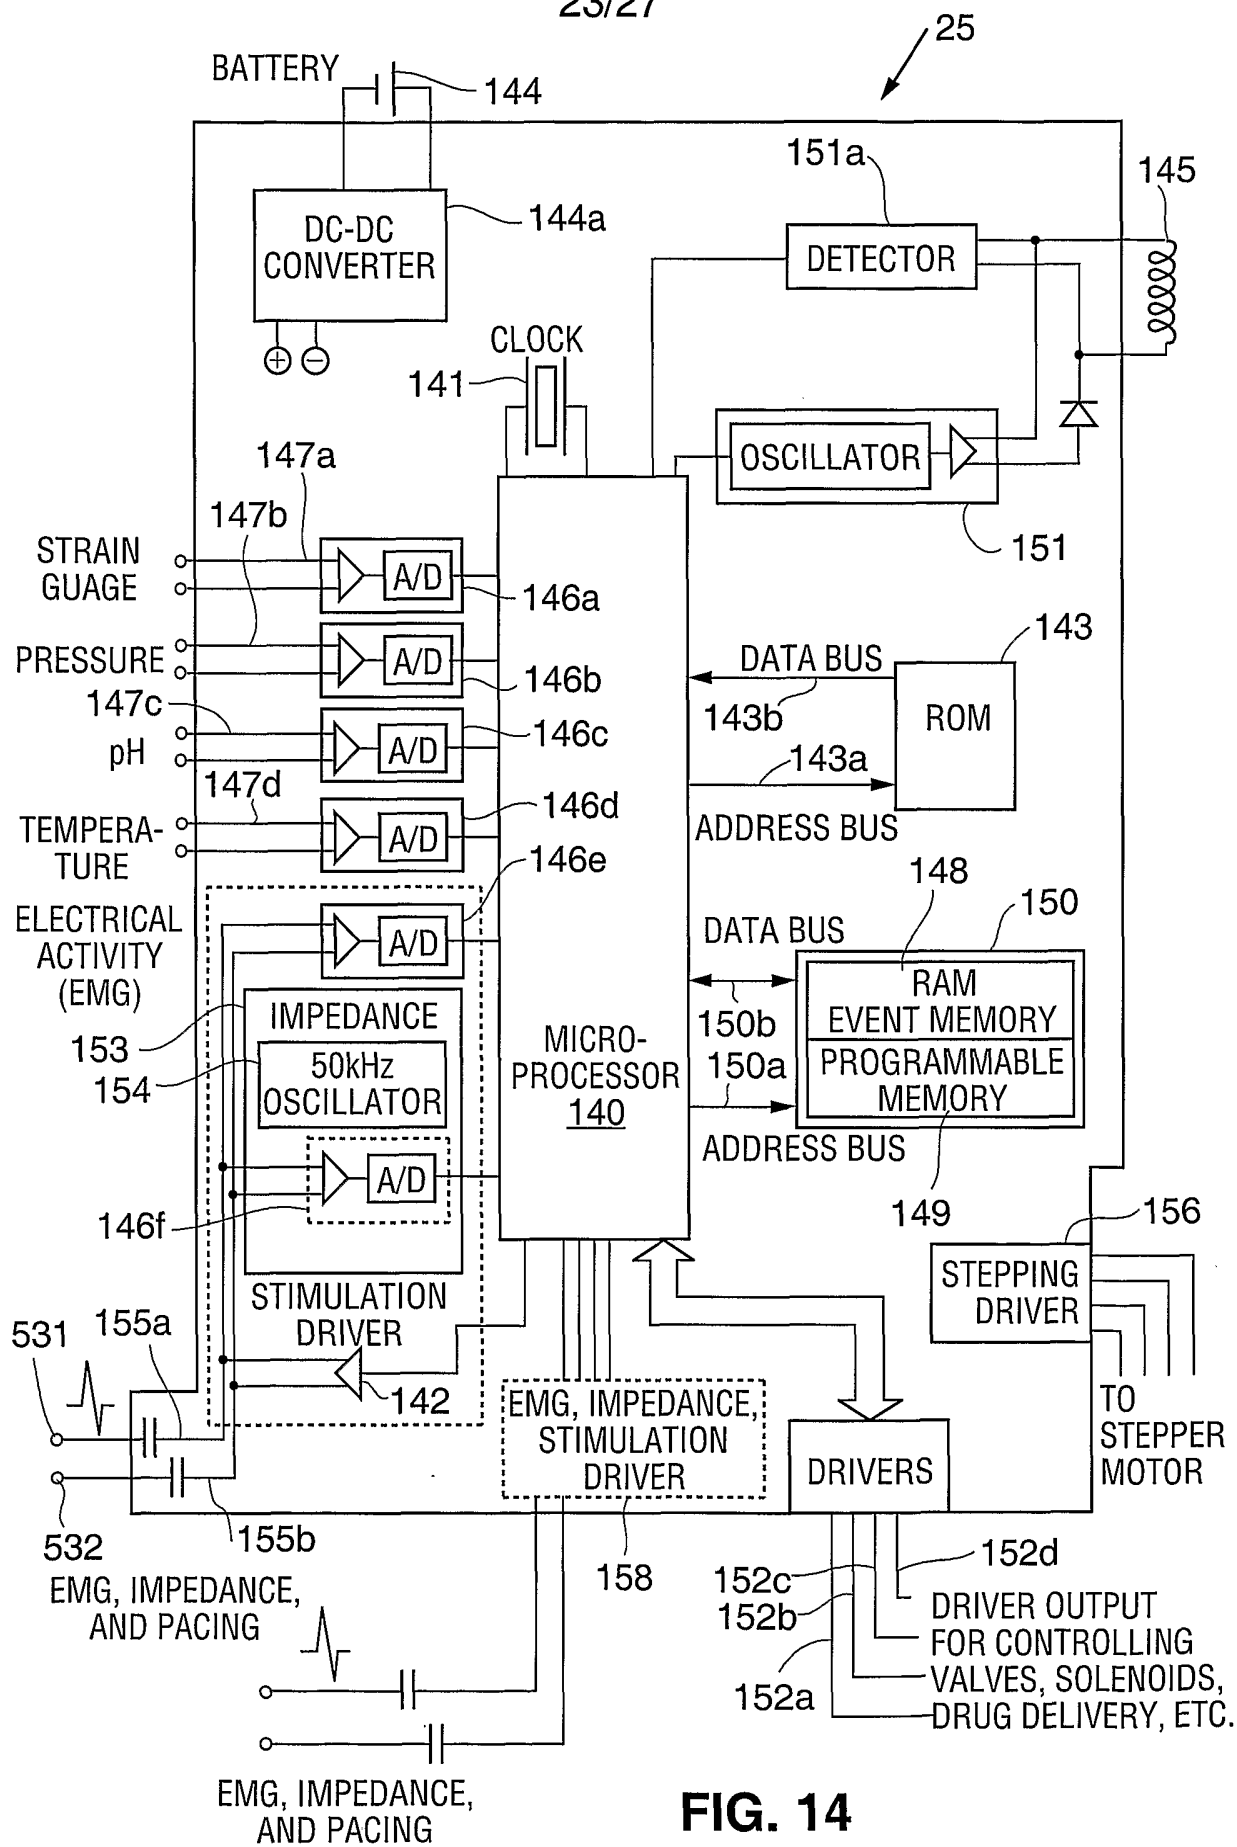 23/27
25
BATTERY
144
151a
145
144a
DC-DC
CONVERTER
DETECTOR
CLOCK
141
147a
OSCILLATOR
147b
151
STRAIN
GUAGE
A/D
146a
143
PRESSURE
A/D
146b
DATA BUS
143b
ROM
147c
pH
A/D
146c
143a
147d
146d
ADDRESS BUS
TEMPERA-
TURE
A/D
146e
148
150
ELECTRICAL
ACTIVITY
(EMG)
A/D
DATA BUS
RAM
EVENT MEMORY
150b
153
IMPEDANCE
MICRO-
PROCESSOR
140
150a
PROGRAMMABLE
MEMORY
154
50kHz
OSCILLATOR
ADDRESS BUS
A/D
146f
149
156
STEPPING
DRIVER
STIMULATION
DRIVER
531
155a
142
EMG, IMPEDANCE,
STIMULATION
DRIVER
TO
STEPPER
MOTOR
DRIVERS
532
155b
158
152d
152c
152b
152a
EMG, IMPEDANCE,
AND PACING
DRIVER OUTPUT
FOR CONTROLLING
VALVES, SOLENOIDS,
DRUG DELIVERY, ETC.
EMG, IMPEDANCE,
AND PACING
FIG. 14